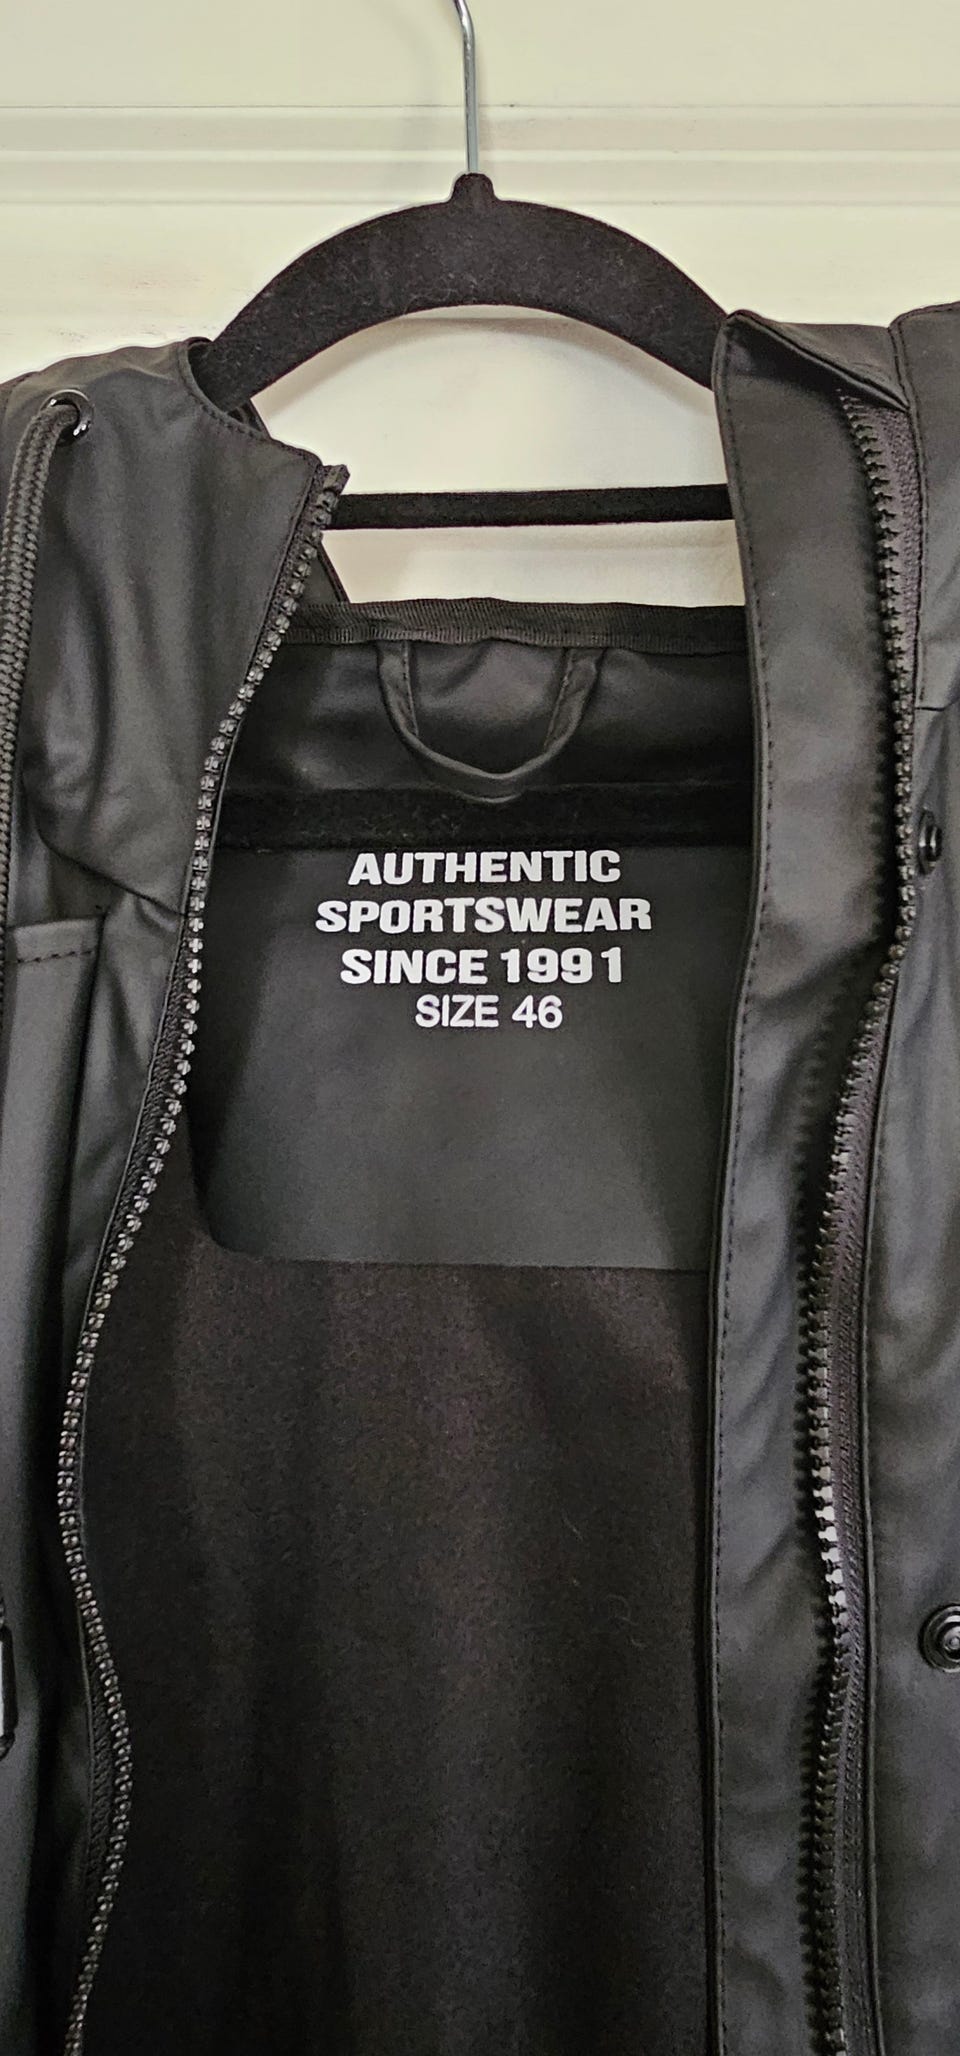 AUTHENTIC
SPORTSWEAR
SINCE 1991
SIZE 46